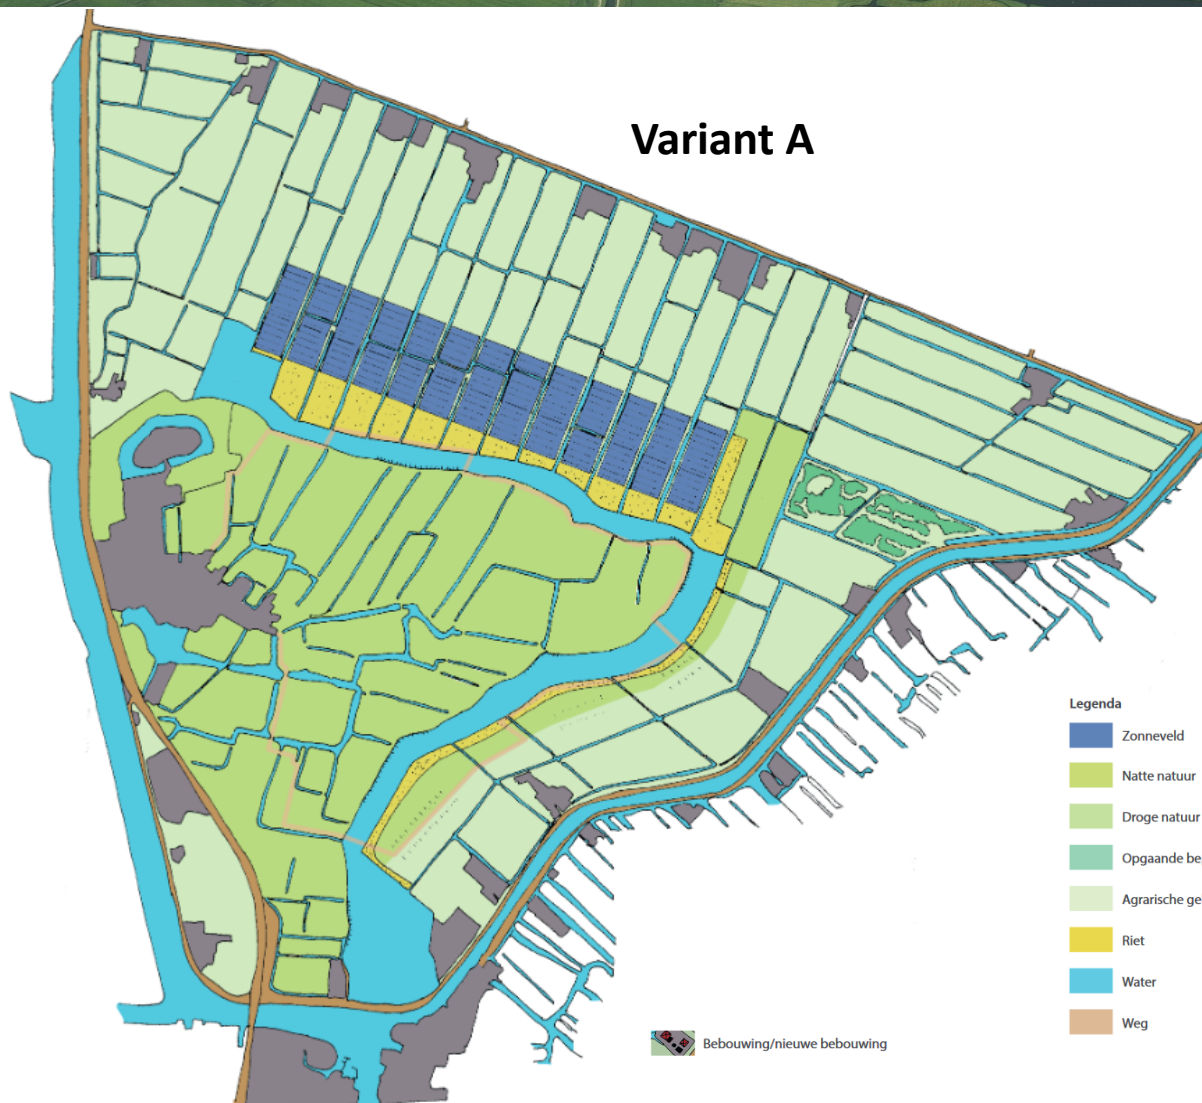 Variant A
Legenda
Zonneveld
Natte natuur
Droge natuur
Opgaande be
Agrarische ge
Riet
Water
Weg
Bebouwing/nieuwe bebouwing